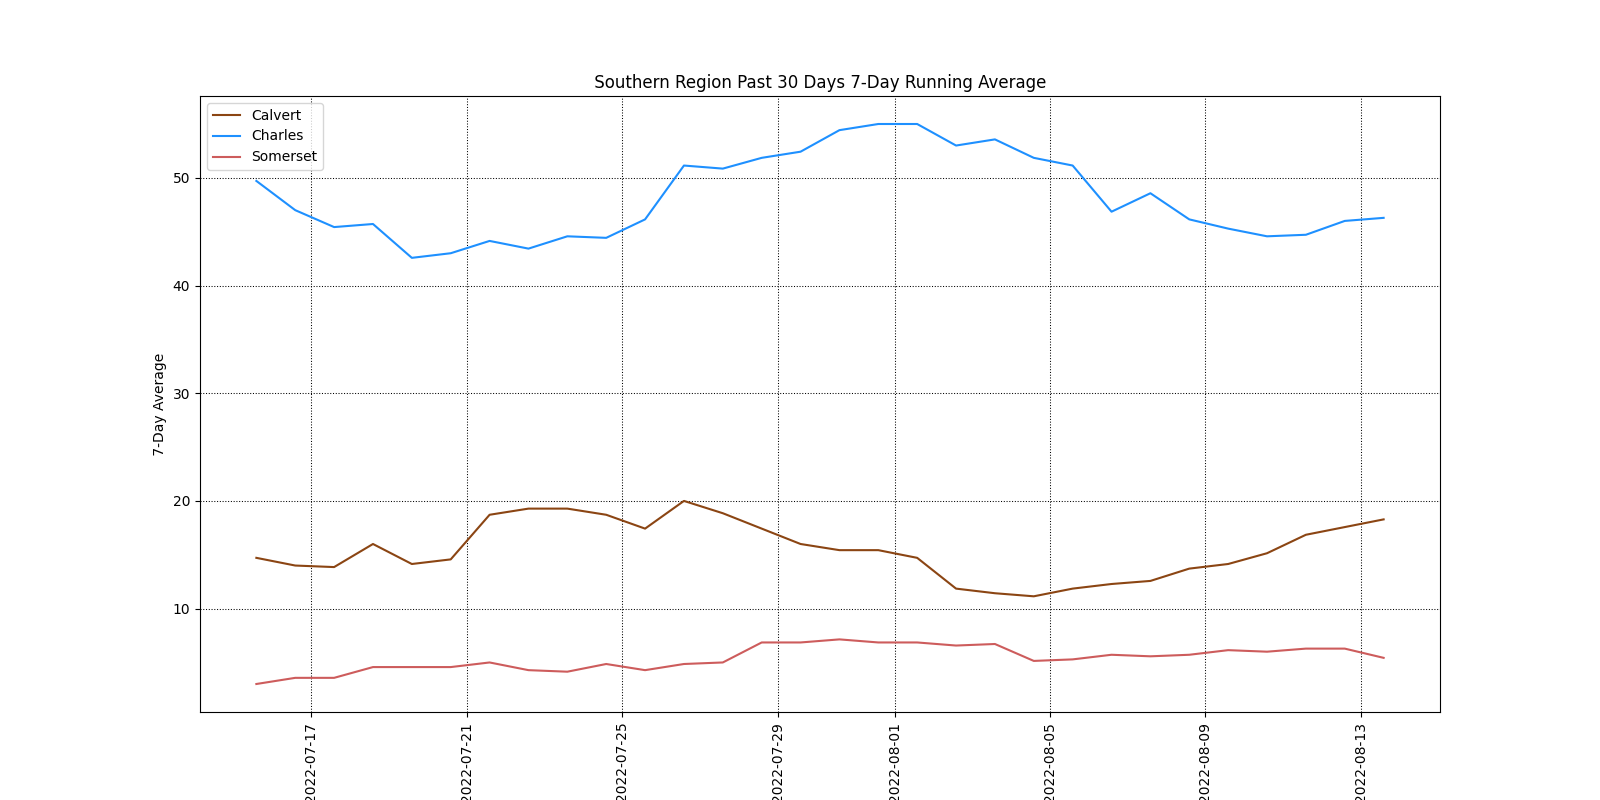 Southern Region Past 30 Days 7-Day Running Average
Calvert
Charles
Somerset
7-Day Average
50
40
30
20
10
2022-07-17
2022-07-21
2022-07-25
2022-07-29
2022-08-01
2022-08-05
2022-08-09
2022-08-13